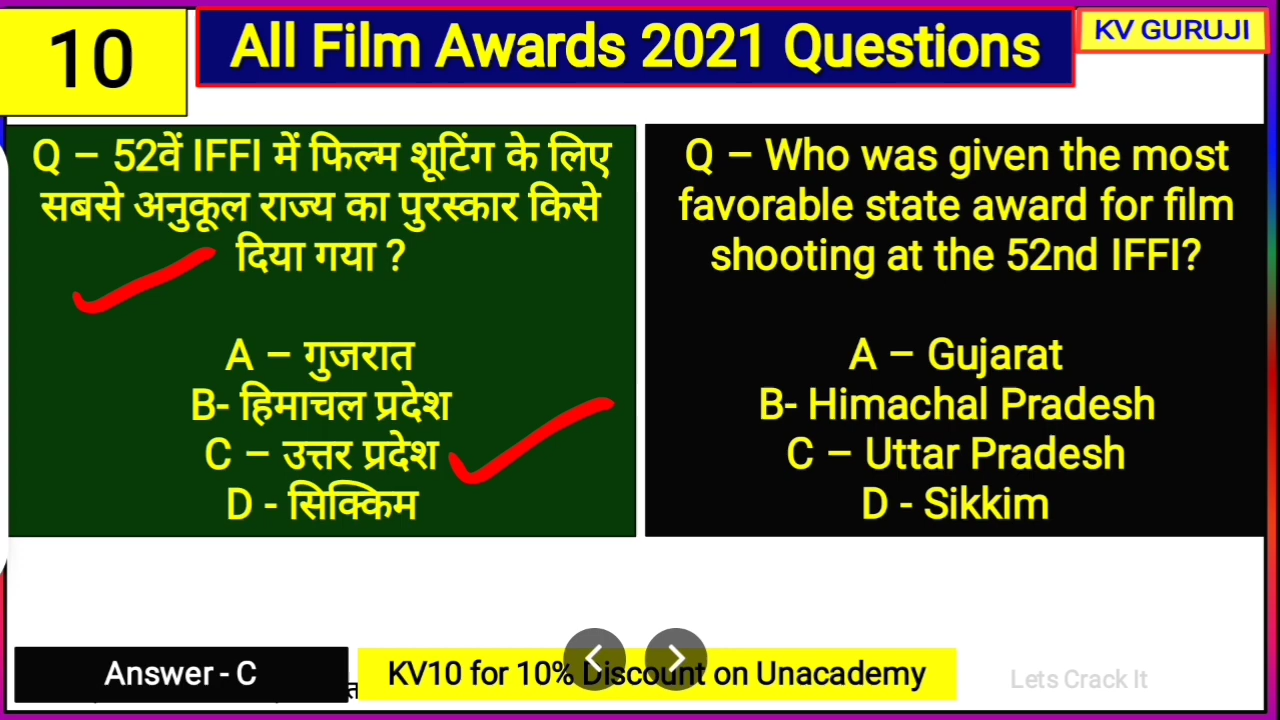 10
All Film Awards 2021 Questions
KV GURUJI
Q – 52वें IFFI में फिल्म शूटिंग के लिए
सबसे अनुकूल राज्य का पुरस्कार किसे
दिया गया ?
A – गुजरात
B- हिमाचल प्रदेश
C – उत्तर प्रदेश
D - सिक्किम
Q – Who was given the most
favorable state award for film
shooting at the 52nd IFFI?
A – Gujarat
B- Himachal Pradesh
C – Uttar Pradesh
D - Sikkim
Answer - C
KV10 for 10% Discount on Unacademy
Lets Crack It